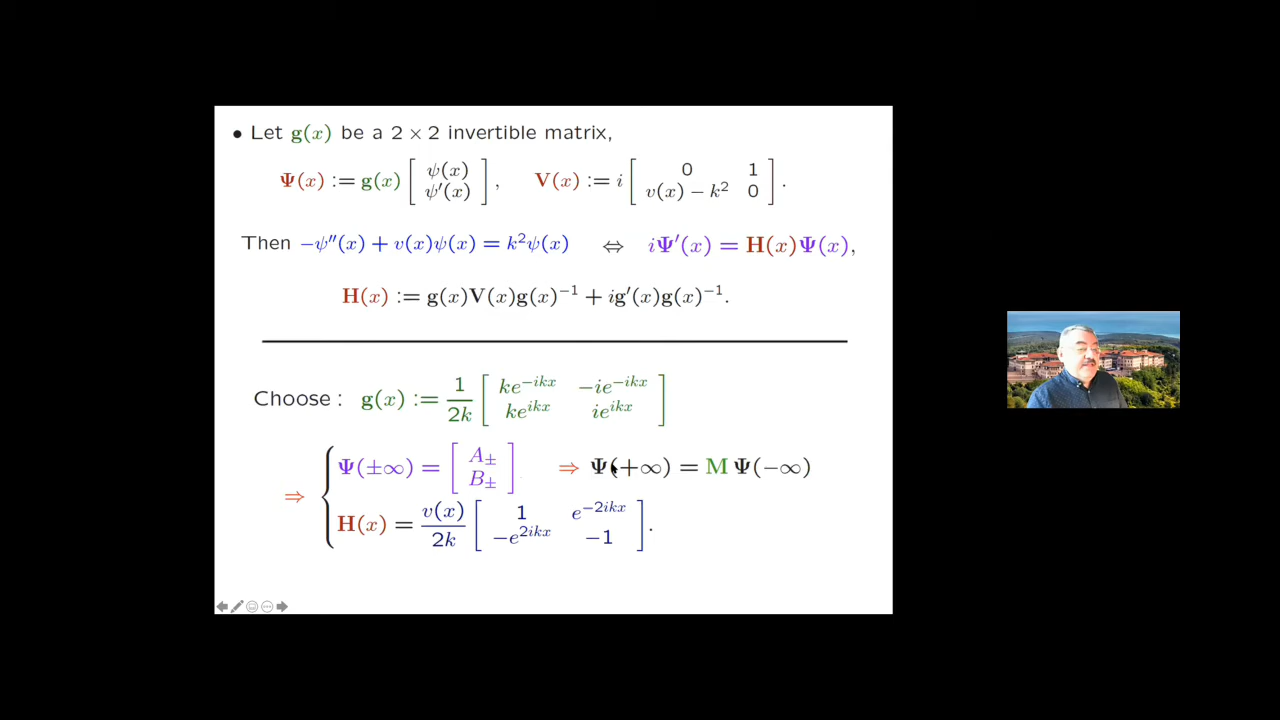 • Let g(x) be a 2 × 2 invertible matrix,
Ψ(x) := g(x) [ ψ(x) ; ψ′(x) ] , V(x) := i [ 0 1 ; v(x) − k² 0 ] .
Then −ψ″(x) + v(x)ψ(x) = k²ψ(x) ⇔ iΨ′(x) = H(x)Ψ(x),
H(x) := g(x)V(x)g(x)⁻¹ + ig′(x)g(x)⁻¹.
Choose : g(x) := 1/2k [ ke^{−ikx} −ie^{−ikx} ; ke^{ikx} ie^{ikx} ]
⇒ { Ψ(±∞) = [ A± ; B± ] ⇒ Ψ(+∞) = M Ψ(−∞)
H(x) = v(x)/2k [ 1 e^{−2ikx} ; −e^{2ikx} −1 ] .